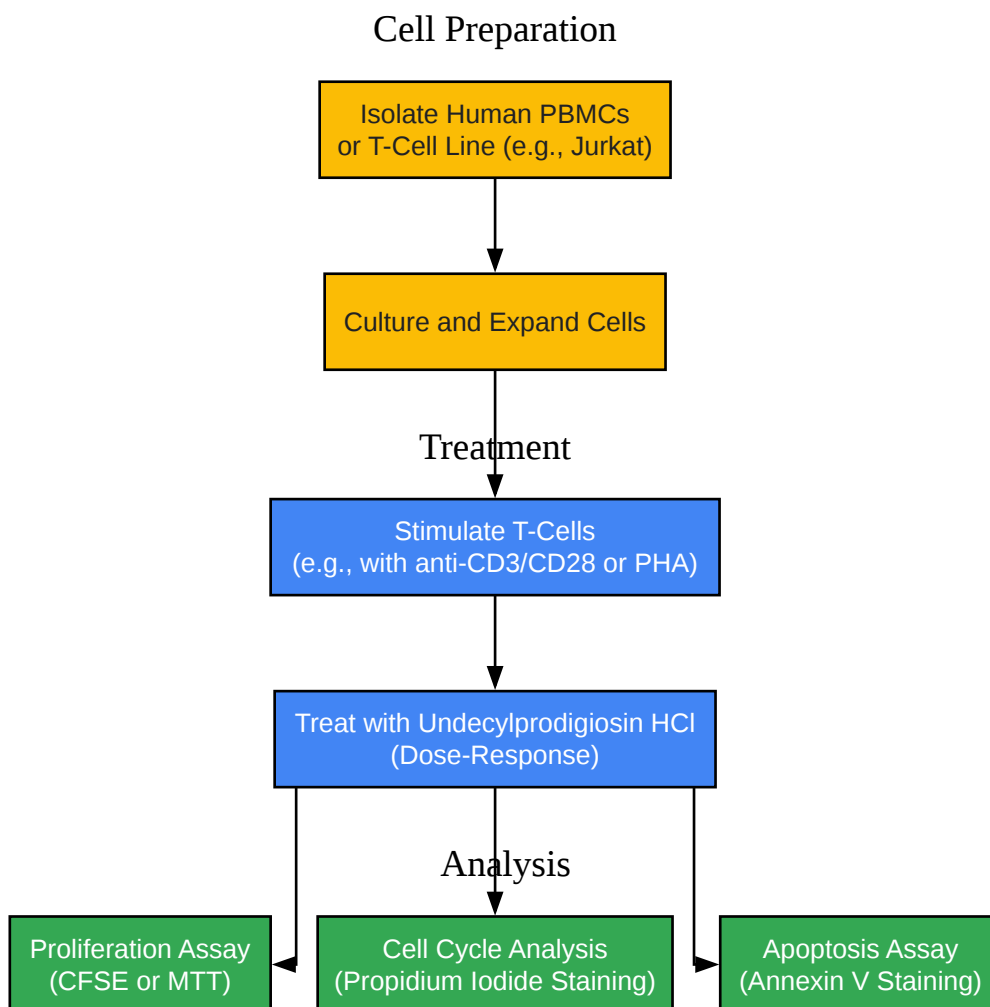 Cell Preparation
Isolate Human PBMCs
or T-Cell Line (e.g., Jurkat)
Culture and Expand Cells
Treatment
Stimulate T-Cells
(e.g., with anti-CD3/CD28 or PHA)
Treat with Undecylprodigiosin HCl
(Dose-Response)
Analysis
Proliferation Assay
(CFSE or MTT)
Cell Cycle Analysis
(Propidium Iodide Staining)
Apoptosis Assay
(Annexin V Staining)